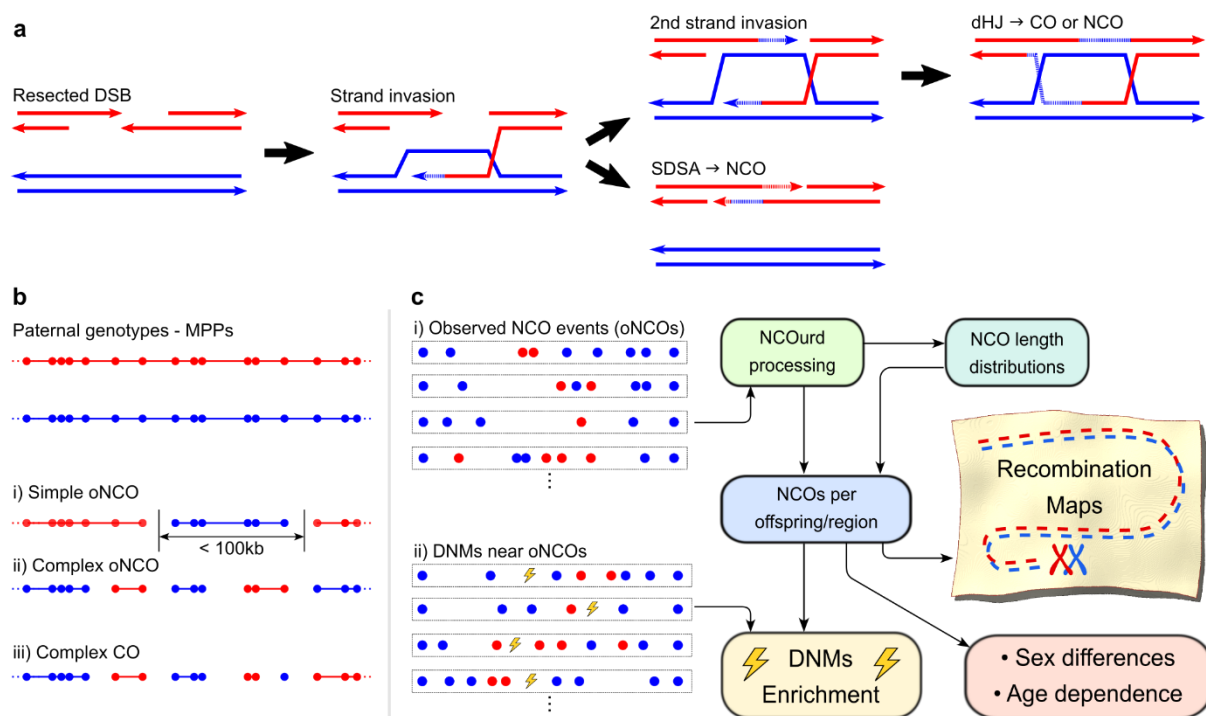 a
Resected DSB
Strand invasion
2nd strand invasion
dHJ → CO or NCO
SDSA → NCO
b
Paternal genotypes - MPPs
i) Simple oNCO
< 100kb
ii) Complex oNCO
iii) Complex CO
c
i) Observed NCO events (oNCOs)
ii) DNMs near oNCOs
NCOurd
processing
NCO length
distributions
NCOs per
offspring/region
Recombination
Maps
DNMs
Enrichment
• Sex differences
• Age dependence